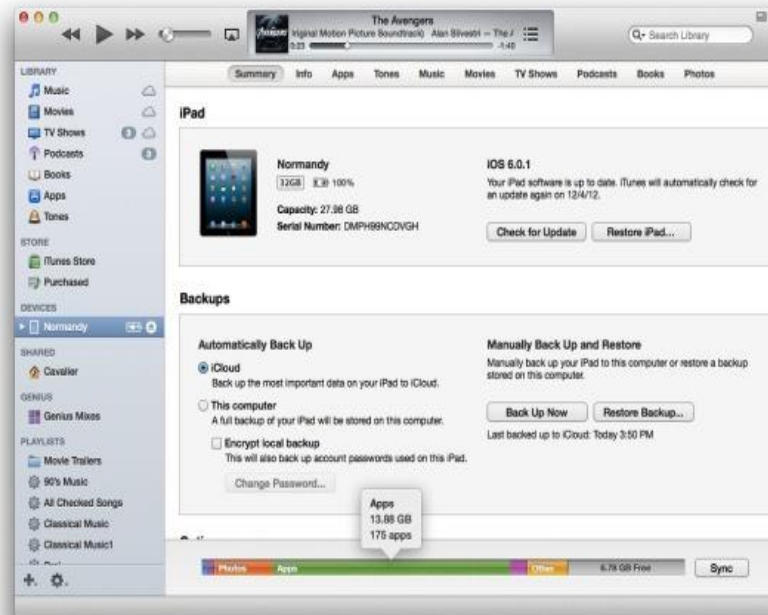 The Avengers
riginal Motion Picture Soundtrack) Alan Silvestri — The A
0:23
-1:40
Search Library
LIBRARY
Music
Movies
TV Shows
Podcasts
Books
Apps
Tones
STORE
iTunes Store
Purchased
DEVICES
Normandy
SHARED
Cavalier
GENIUS
Genius Mixes
PLAYLISTS
Movie Trailers
90's Music
All Checked Songs
Classical Music
Classical Music1
Summary Info Apps Tones Music Movies TV Shows Podcasts Books Photos
iPad
Normandy
32GB 100%
Capacity: 27.98 GB
Serial Number: DMPH99NCDVGH
iOS 6.0.1
Your iPad software is up to date. iTunes will automatically check for
an update again on 12/4/12.
Check for Update Restore iPad...
Backups
Automatically Back Up
iCloud
Back up the most important data on your iPad to iCloud.
This computer
A full backup of your iPad will be stored on this computer.
Encrypt local backup
This will also back up account passwords used on this iPad.
Change Password...
Manually Back Up and Restore
Manually back up your iPad to this computer or restore a backup
stored on this computer.
Back Up Now Restore Backup...
Last backed up to iCloud: Today 3:50 PM
Apps
13.88 GB
175 apps
Photos Apps Other 6.78 GB Free Sync